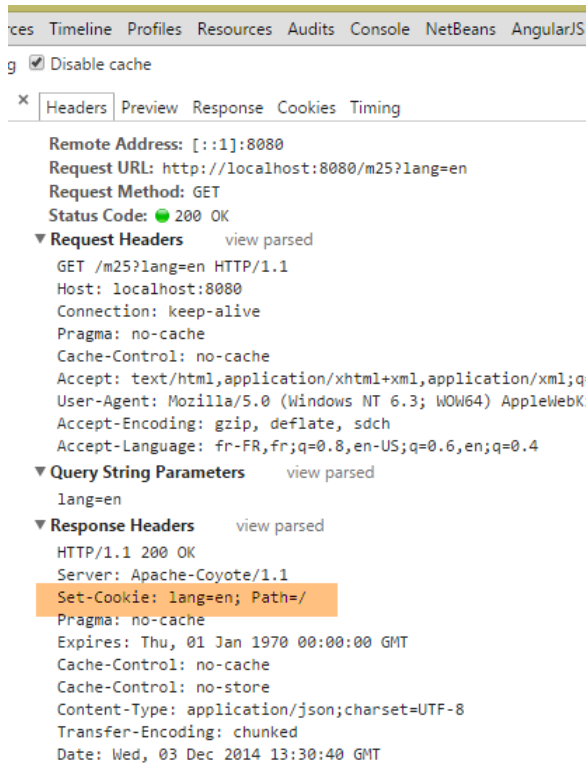 Timeline Profiles Resources Audits Console NetBeans AngularJS
Disable cache
× Headers Preview Response Cookies Timing
Remote Address: [::1]:8080
Request URL: http://localhost:8080/m25?lang=en
Request Method: GET
Status Code: 200 OK
Request Headers view parsed
GET /m25?lang=en HTTP/1.1
Host: localhost:8080
Connection: keep-alive
Pragma: no-cache
Cache-Control: no-cache
Accept: text/html,application/xhtml+xml,application/xml;q=
User-Agent: Mozilla/5.0 (Windows NT 6.3; WOW64) AppleWebK
Accept-Encoding: gzip, deflate, sdch
Accept-Language: fr-FR,fr;q=0.8,en-US;q=0.6,en;q=0.4
Query String Parameters view parsed
lang=en
Response Headers view parsed
HTTP/1.1 200 OK
Server: Apache-Coyote/1.1
Set-Cookie: lang=en; Path=/
Pragma: no-cache
Expires: Thu, 01 Jan 1970 00:00:00 GMT
Cache-Control: no-cache
Cache-Control: no-store
Content-Type: application/json;charset=UTF-8
Transfer-Encoding: chunked
Date: Wed, 03 Dec 2014 13:30:40 GMT